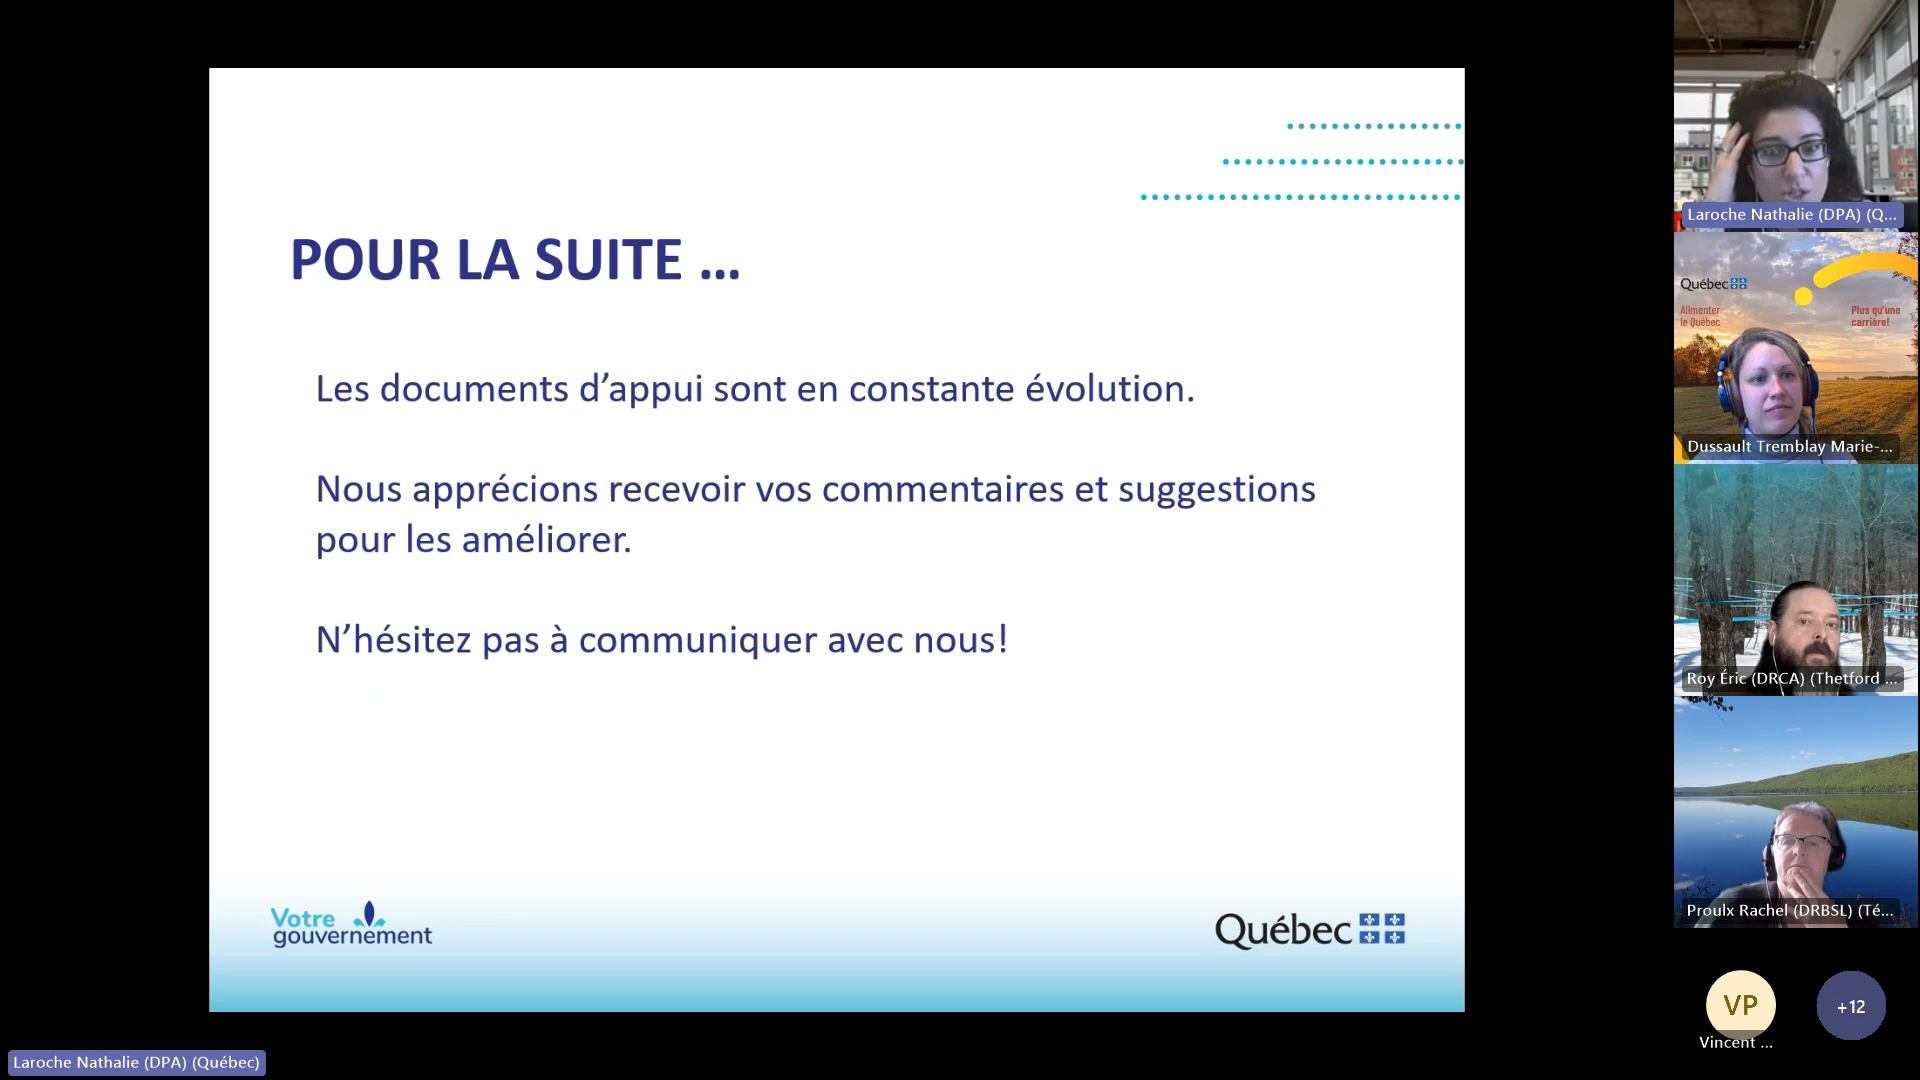 POUR LA SUITE ...
Les documents d’appui sont en constante évolution.
Nous apprécions recevoir vos commentaires et suggestions
pour les améliorer.
N’hésitez pas à communiquer avec nous!
Votre
gouvernement
Québec
Laroche Nathalie (DPA) (Québec)
Laroche Nathalie (DPA) (Q...
Québec
Alimenter
le Québec
Plus qu'une
carrière!
Dussault Tremblay Marie-...
Roy Éric (DRCA) (Thetford ...
Proulx Rachel (DRBSL) (Té...
VP
+12
Vincent ...